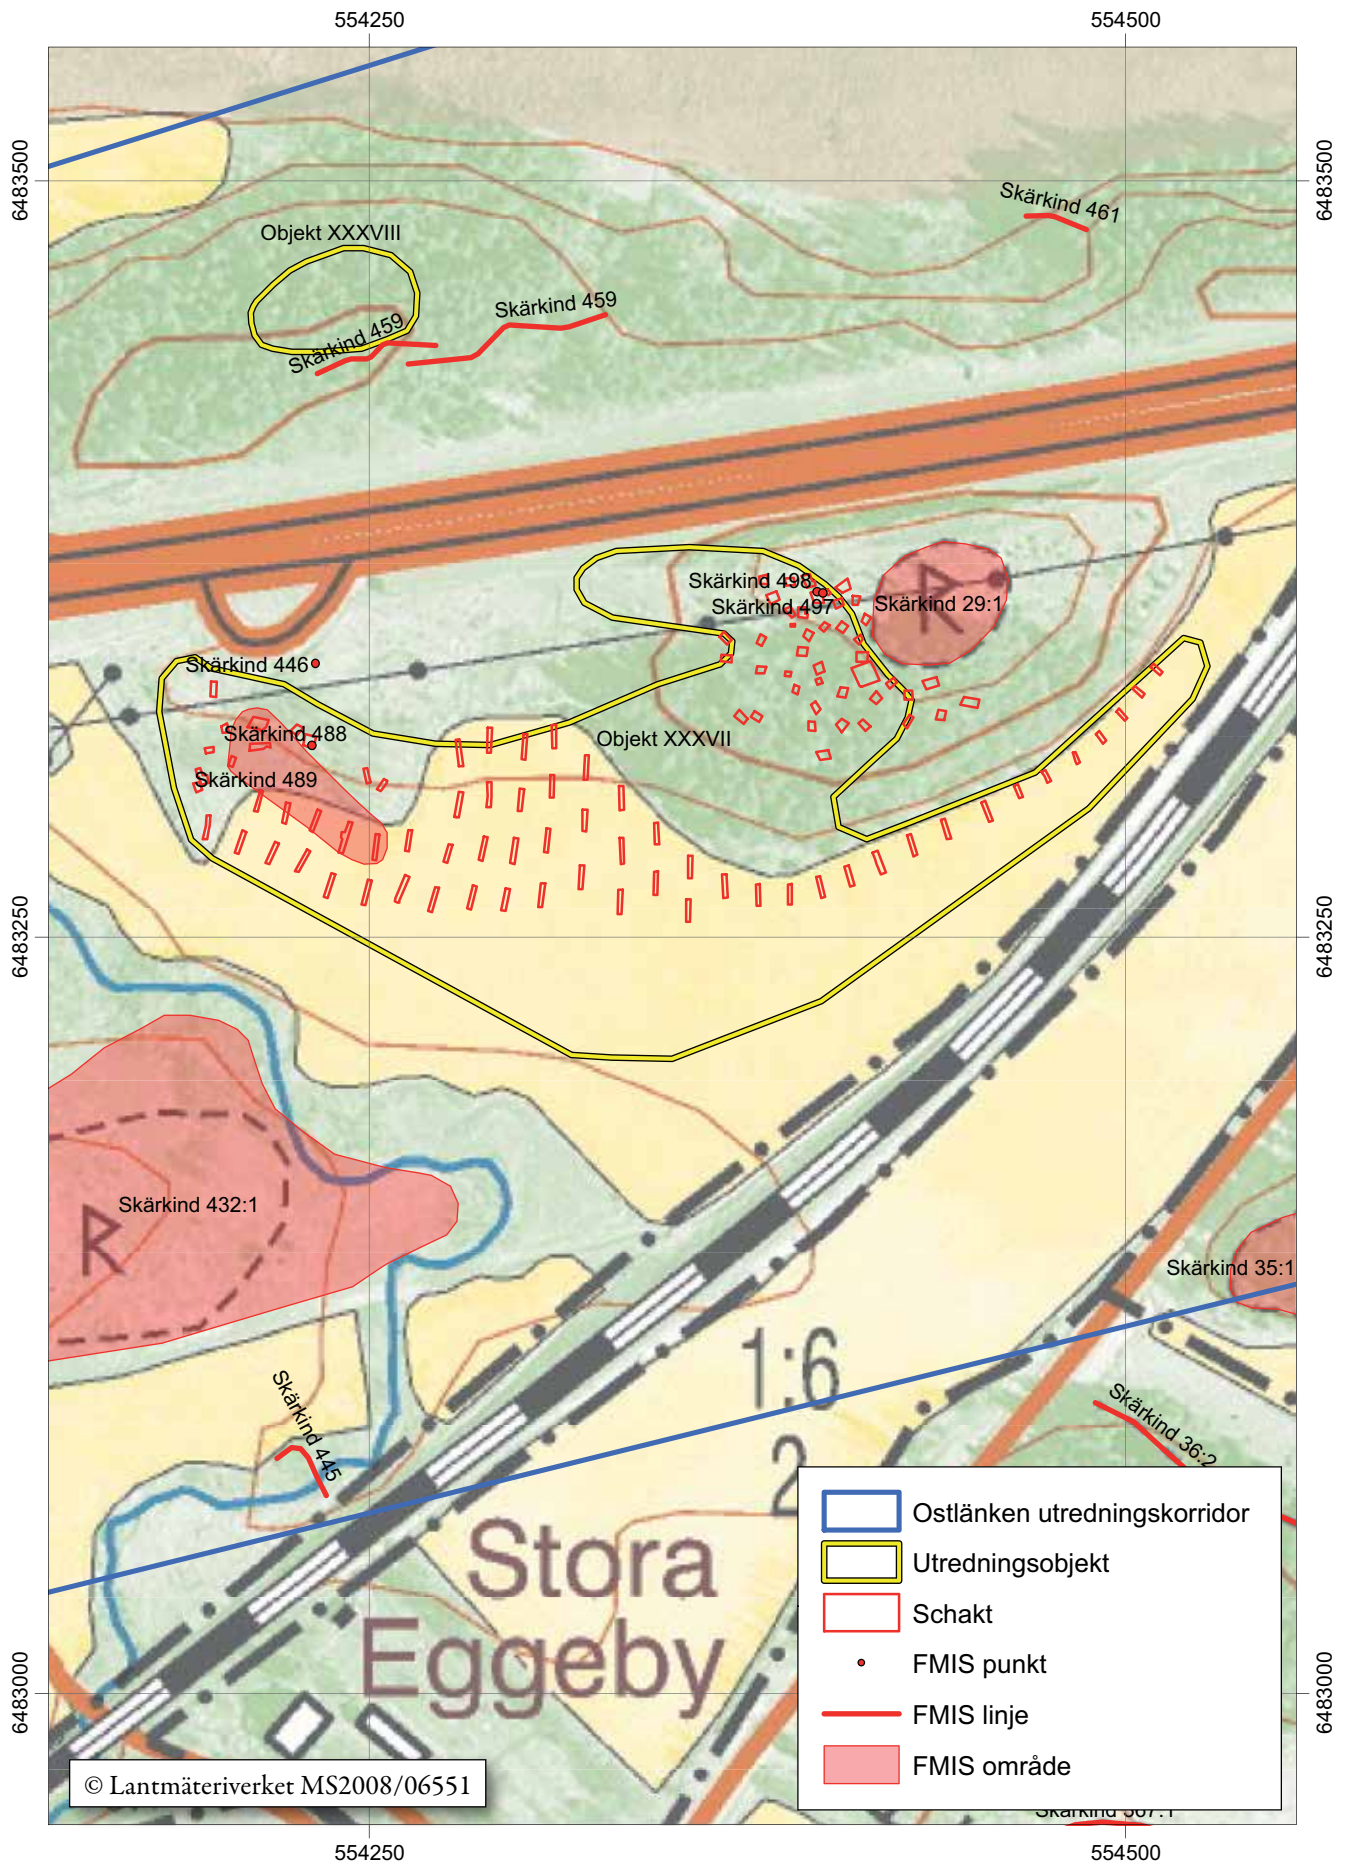 554250
554500
6483500
6483500
Skärkind 461
Objekt XXXVIII
Skärkind 459
Skärkind 459
Skärkind 498
Skärkind 497
Skärkind 29:1
R
Skärkind 446
Skärkind 488
Objekt XXXVII
Skärkind 489
6483250
6483250
Skärkind 432:1
R
Skärkind 35:1
1:6
2
Skärkind 445
Skärkind 36:2
Stora
Eggeby
Ostlänken utredningskorridor
Utredningsobjekt
Schakt
FMIS punkt
FMIS linje
FMIS område
6483000
6483000
© Lantmäteriverket MS2008/06551
Skärkind 367:1
554250
554500